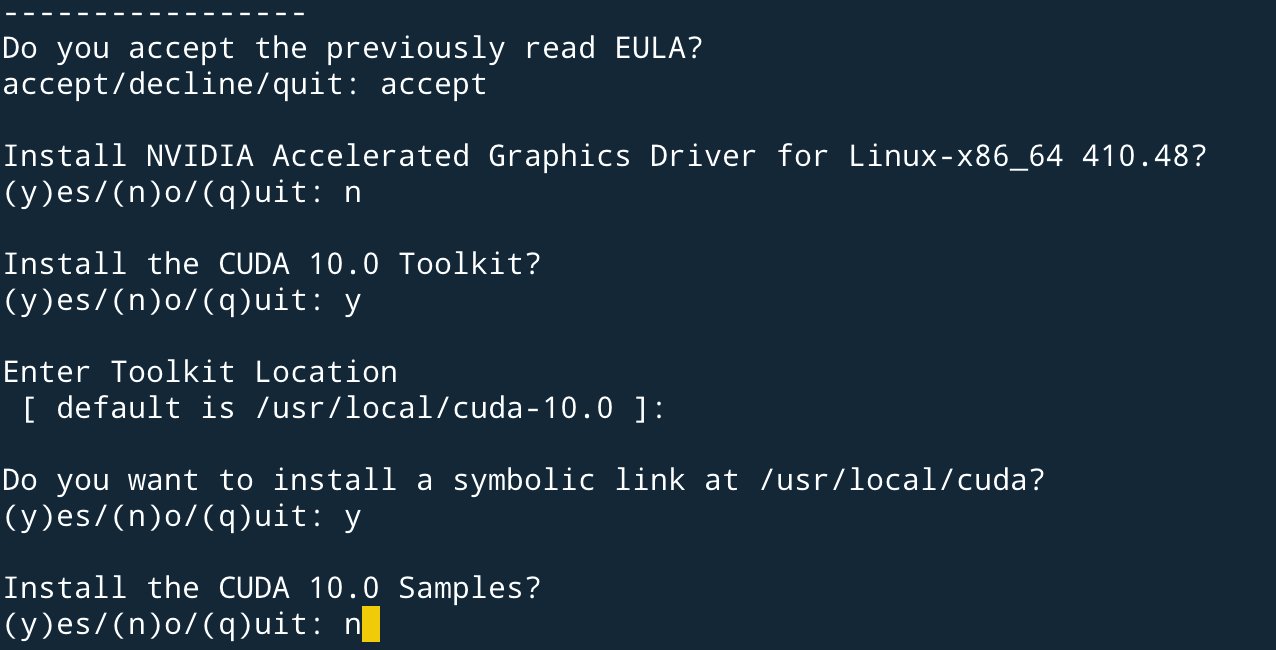 -----------------
Do you accept the previously read EULA?
accept/decline/quit: accept
Install NVIDIA Accelerated Graphics Driver for Linux-x86_64 410.48?
(y)es/(n)o/(q)uit: n
Install the CUDA 10.0 Toolkit?
(y)es/(n)o/(q)uit: y
Enter Toolkit Location
 [ default is /usr/local/cuda-10.0 ]:
Do you want to install a symbolic link at /usr/local/cuda?
(y)es/(n)o/(q)uit: y
Install the CUDA 10.0 Samples?
(y)es/(n)o/(q)uit: n